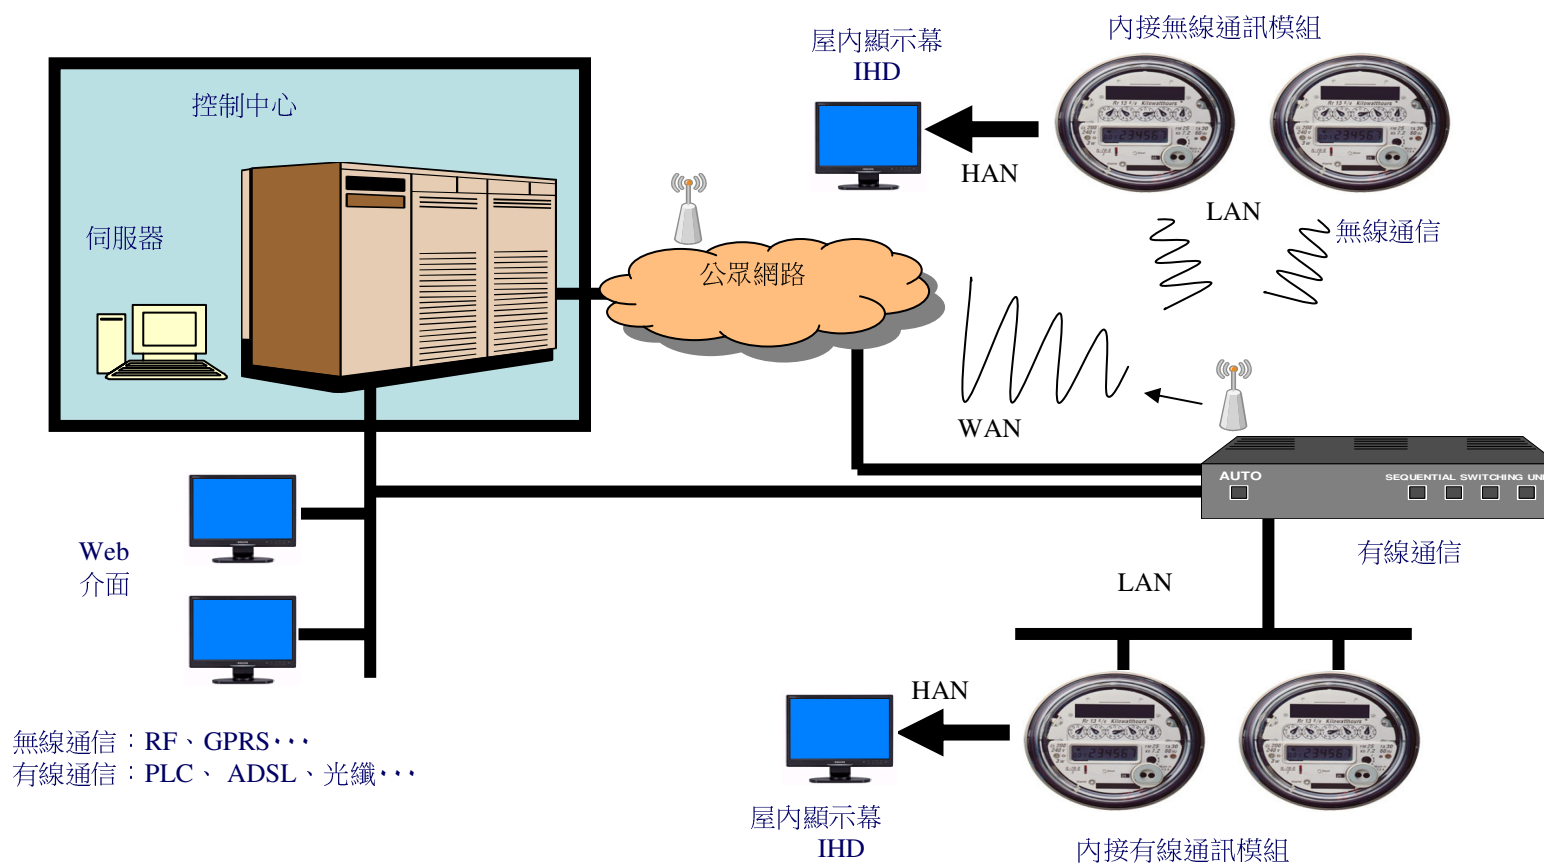 內接無線通訊模組
屋內顯示幕
IHD
控制中心
HAN
LAN
無線通信
伺服器
公眾網路
WAN
AUTO
SEQUENTIAL SWITCHING UNI
有線通信
Web
介面
LAN
HAN
無線通信：RF、GPRS···
有線通信：PLC、 ADSL、光纖···
屋內顯示幕
IHD
內接有線通訊模組